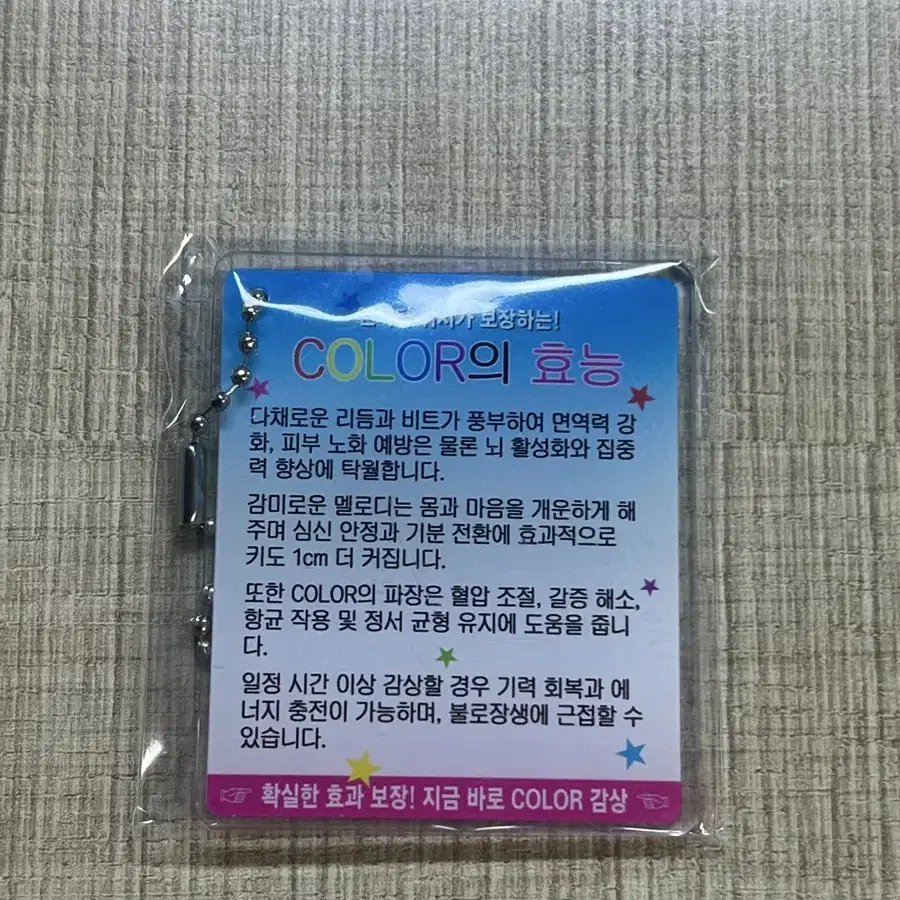 보장하는!
COLOR의 효능
다채로운 리듬과 비트가 풍부하여 면역력 강
화, 피부 노화 예방은 물론 뇌 활성화와 집중
력 향상에 탁월합니다.
감미로운 멜로디는 몸과 마음을 개운하게 해
주며 심신 안정과 기분 전환에 효과적으로
키도 1cm 더 커집니다.
또한 COLOR의 파장은 혈압 조절, 갈증 해소,
항균 작용 및 정서 균형 유지에 도움을 줍니
다.
일정 시간 이상 감상할 경우 기력 회복과 에
너지 충전이 가능하며, 불로장생에 근접할 수
있습니다.
확실한 효과 보장! 지금 바로 COLOR 감상